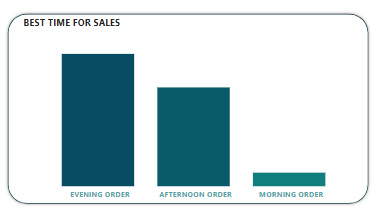 BEST TIME FOR SALES
EVENING ORDER
AFTERNOON ORDER
MORNING ORDER